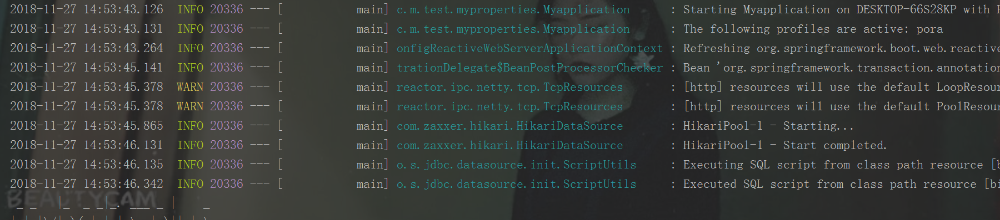 2018-11-27 14:53:43.126  INFO 20336 --- [           main] c.m.test.myproperties.Myapplication      : Starting Myapplication on DESKTOP-66S28KP with
2018-11-27 14:53:43.131  INFO 20336 --- [           main] c.m.test.myproperties.Myapplication      : The following profiles are active: pora
2018-11-27 14:53:43.264  INFO 20336 --- [           main] onfigReactiveWebServerApplicationContext : Refreshing org.springframework.boot.web.reactive
2018-11-27 14:53:45.141  INFO 20336 --- [           main] trationDelegate$BeanPostProcessorChecker : Bean 'org.springframework.transaction.annotation
2018-11-27 14:53:45.378  WARN 20336 --- [           main] reactor.ipc.netty.tcp.TcpResources       : [http] resources will use the default LoopResour
2018-11-27 14:53:45.378  WARN 20336 --- [           main] reactor.ipc.netty.tcp.TcpResources       : [http] resources will use the default PoolResour
2018-11-27 14:53:45.865  INFO 20336 --- [           main] com.zaxxer.hikari.HikariDataSource       : HikariPool-1 - Starting...
2018-11-27 14:53:46.131  INFO 20336 --- [           main] com.zaxxer.hikari.HikariDataSource       : HikariPool-1 - Start completed.
2018-11-27 14:53:46.135  INFO 20336 --- [           main] o.s.jdbc.datasource.init.ScriptUtils     : Executing SQL script from class path resource [b
2018-11-27 14:53:46.342  INFO 20336 --- [           main] o.s.jdbc.datasource.init.ScriptUtils     : Executed SQL script from class path resource [bi
BEAUTYCAM